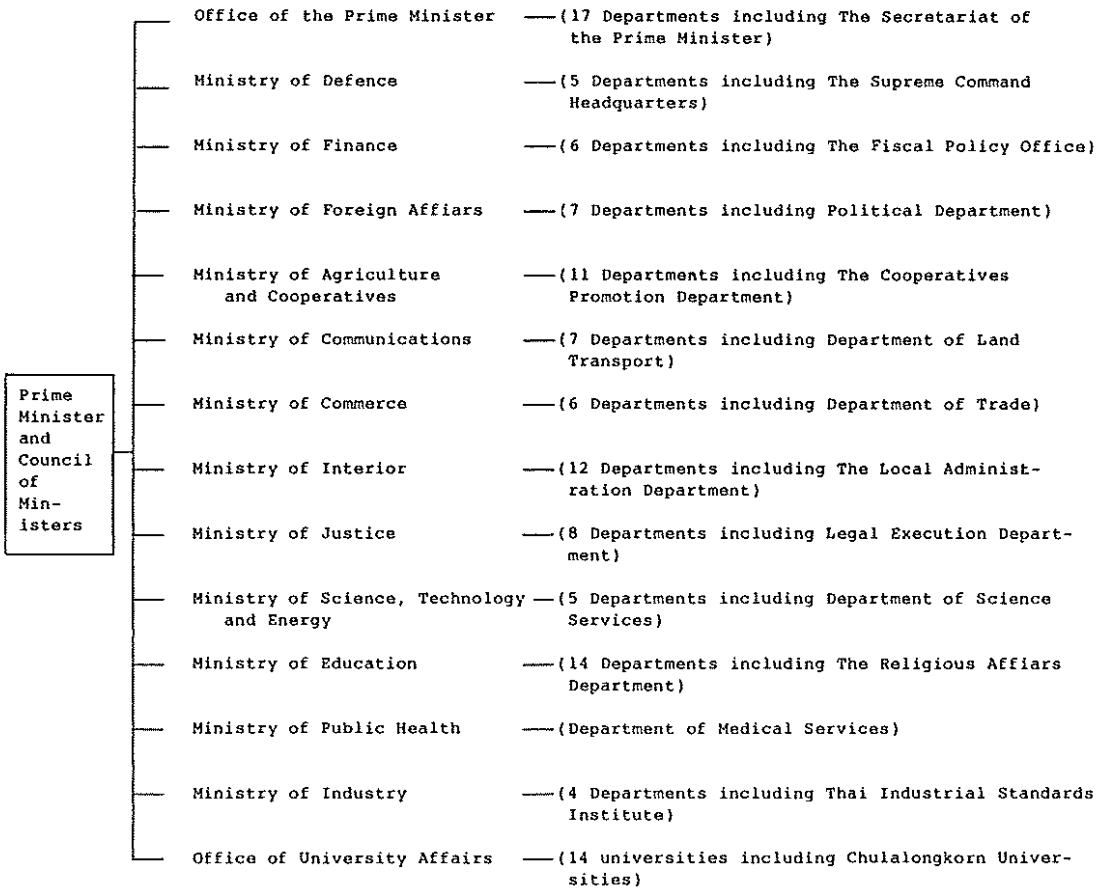 Office of the Prime Minister —(17 Departments including The Secretariat of
the Prime Minister)
Ministry of Defence —(5 Departments including The Supreme Command
Headquarters)
Ministry of Finance —(6 Departments including The Fiscal Policy Office)
Ministry of Foreign Affiars —(7 Departments including Political Department)
Ministry of Agriculture —(11 Departments including The Cooperatives
and Cooperatives Promotion Department)
Ministry of Communications —(7 Departments including Department of Land
Transport)
Prime
Minister
and
Council
of
Min-
isters
Ministry of Commerce —(6 Departments including Department of Trade)
Ministry of Interior —(12 Departments including The Local Administ-
ration Department)
Ministry of Justice —(8 Departments including Legal Execution Depart-
ment)
Ministry of Science, Technology —(5 Departments including Department of Science
and Energy Services)
Ministry of Education —(14 Departments including The Religious Affiars
Department)
Ministry of Public Health —(Department of Medical Services)
Ministry of Industry —(4 Departments including Thai Industrial Standards
Institute)
Office of University Affairs —(14 universities including Chulalongkorn Univer-
sities)